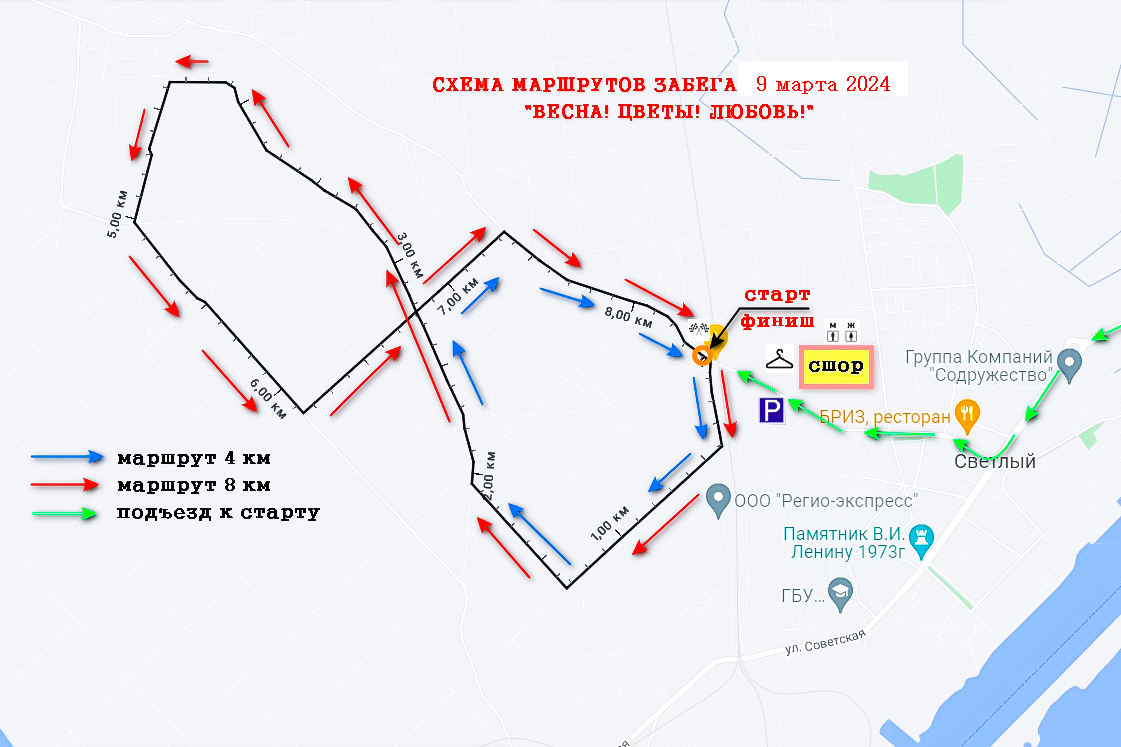 СХЕМА МАРШРУТОВ ЗАБЕГА 9 марта 2024
"ВЕСНА! ЦВЕТЫ! ЛЮБОВЬ!"
5,00 км
3,00 км
7,00 км
8,00 км
старт
финиш
м ж
сшор
P
Группа Компаний
"Содружество"
БРИЗ, ресторан
Светлый
6,00 км
маршрут 4 км
маршрут 8 км
подъезд к старту
2,00 км
1,00 км
ООО "Регио-экспресс"
Памятник В.И.
Ленину 1973г
ГБУ...
ул. Советская